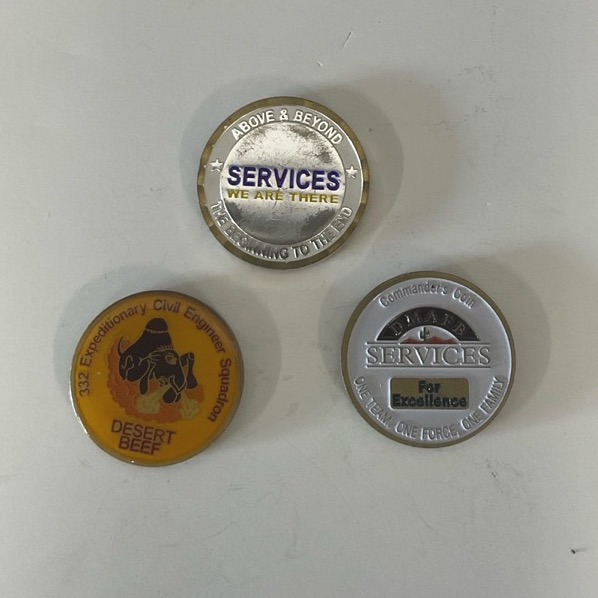 ABOVE & BEYOND
SERVICES
WE ARE THERE
THE BEGINNING TO THE END
332 Expeditionary Civil Engineer Squadron
DESERT
BEEF
Commander's Coin
DMAFB
SERVICES
For
Excellence
ONE TEAM, ONE FORCE, ONE FAMILY